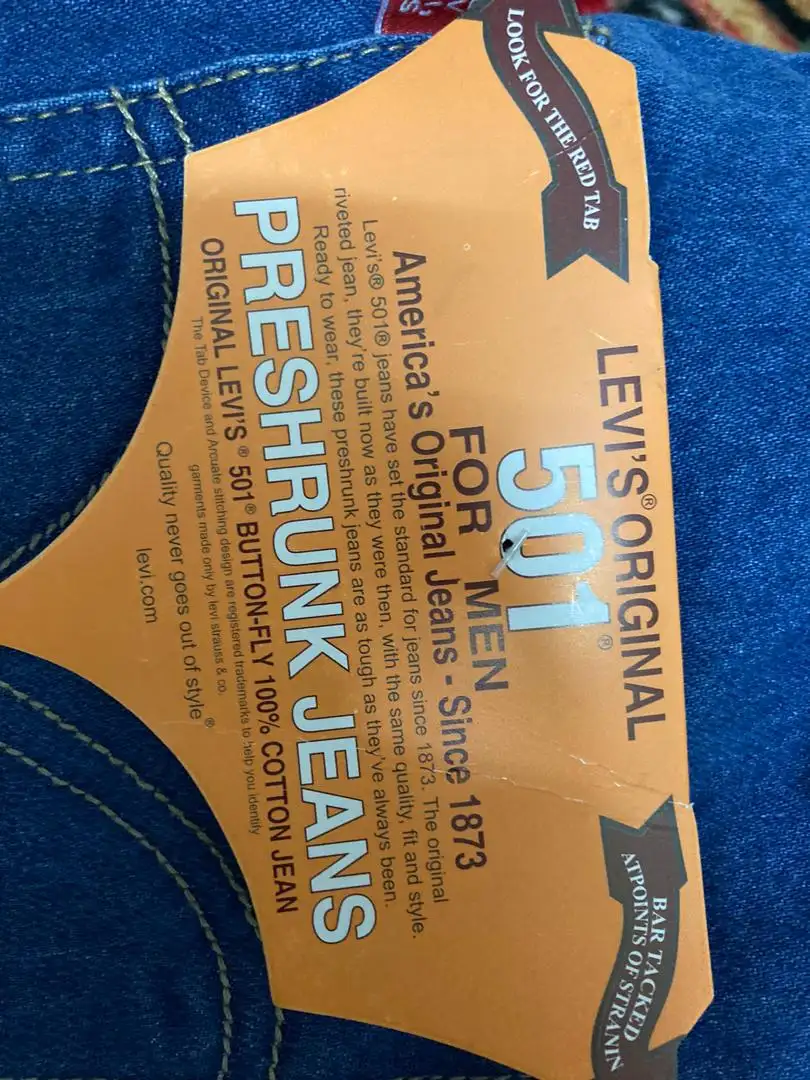 LOOK FOR THE RED TAB
LEVI'S® ORIGINAL
501®
FOR MEN
BAR TACKED
ATPOINTS OF STRANIN
America's Original Jeans - Since 1873
Levi's® 501® jeans have set the standard for jeans since 1873. The original
riveted jean, they're built now as they were then, with the same quality, fit and style.
Ready to wear, these preshrunk jeans are as tough as they've always been.
PRESHRUNK JEANS
ORIGINAL LEVI'S® 501® BUTTON-FLY 100% COTTON JEAN
The Tab Device and Arcuate stitching design are registered trademarks to help you identify
garments made only by levi strauss & co.
Quality never goes out of style®
levi.com